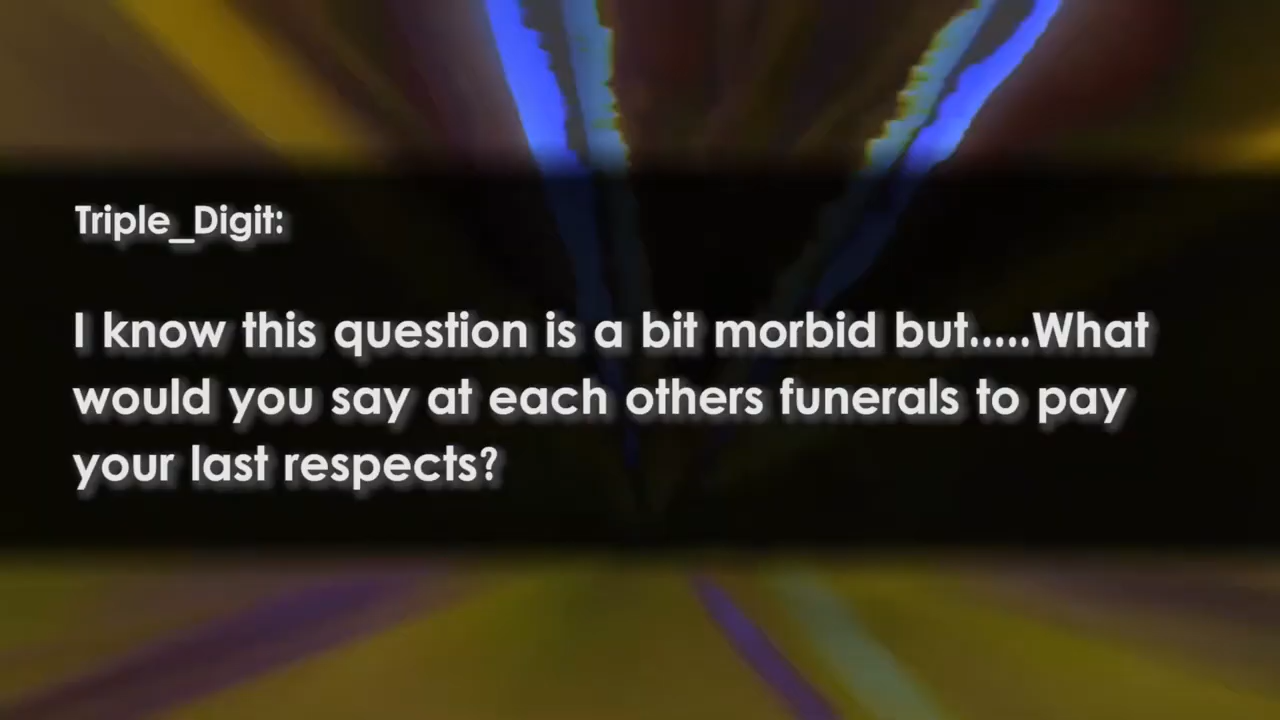 Triple_Digit:
I know this question is a bit morbid but.....What
would you say at each others funerals to pay
your last respects?